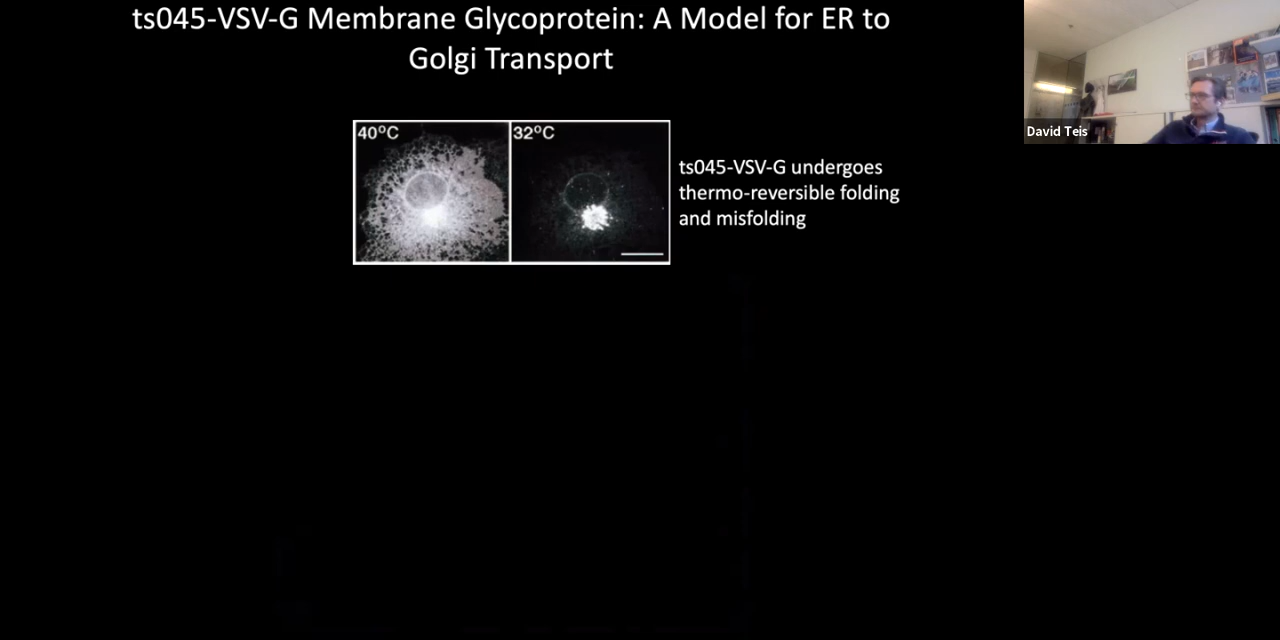 ts045-VSV-G Membrane Glycoprotein: A Model for ER to
Golgi Transport
40ºC
32ºC
ts045-VSV-G undergoes
thermo-reversible folding
and misfolding
David Teis